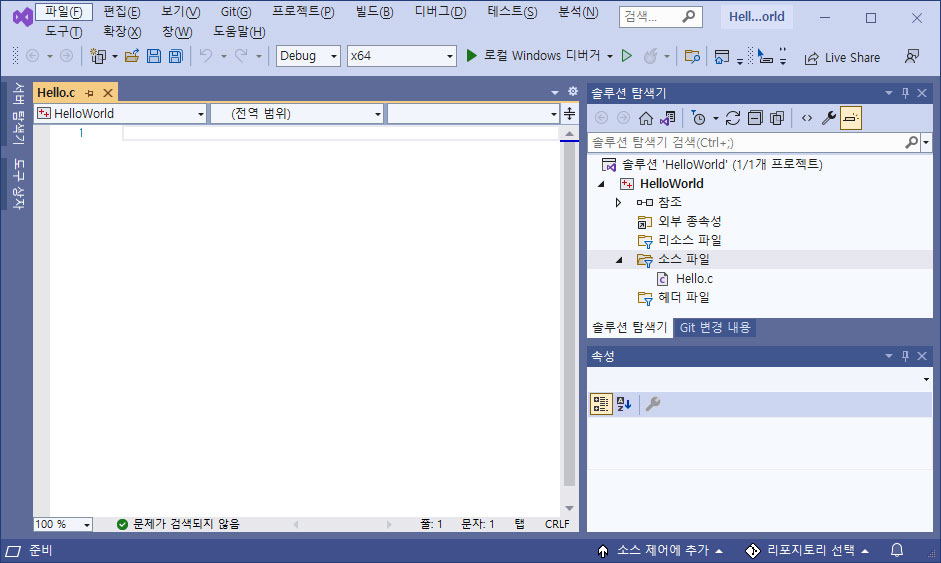 파일(F) 편집(E) 보기(V) Git(G) 프로젝트(P) 빌드(B) 디버그(D) 테스트(S) 분석(N) 검색... Hell...orld
도구(T) 확장(X) 창(W) 도움말(H)
Debug x64 로컬 Windows 디버거 Live Share
서버 탐색기
도구 상자
Hello.c
HelloWorld (전역 범위)
1
100 % 문제가 검색되지 않음 줄: 1 문자: 1 탭 CRLF
솔루션 탐색기
솔루션 탐색기 검색(Ctrl+;)
솔루션 'HelloWorld' (1/1개 프로젝트)
HelloWorld
참조
외부 종속성
리소스 파일
소스 파일
Hello.c
헤더 파일
솔루션 탐색기 Git 변경 내용
속성
준비 소스 제어에 추가 리포지토리 선택